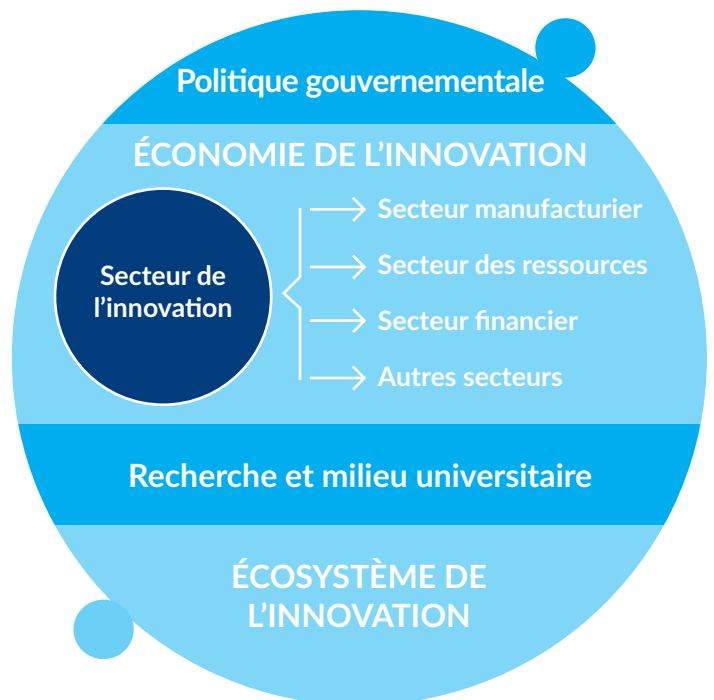 Politique gouvernementale
ÉCONOMIE DE L'INNOVATION
Secteur de
l'innovation
Secteur manufacturier
Secteur des ressources
Secteur financier
Autres secteurs
Recherche et milieu universitaire
ÉCOSYSTÈME DE
L'INNOVATION